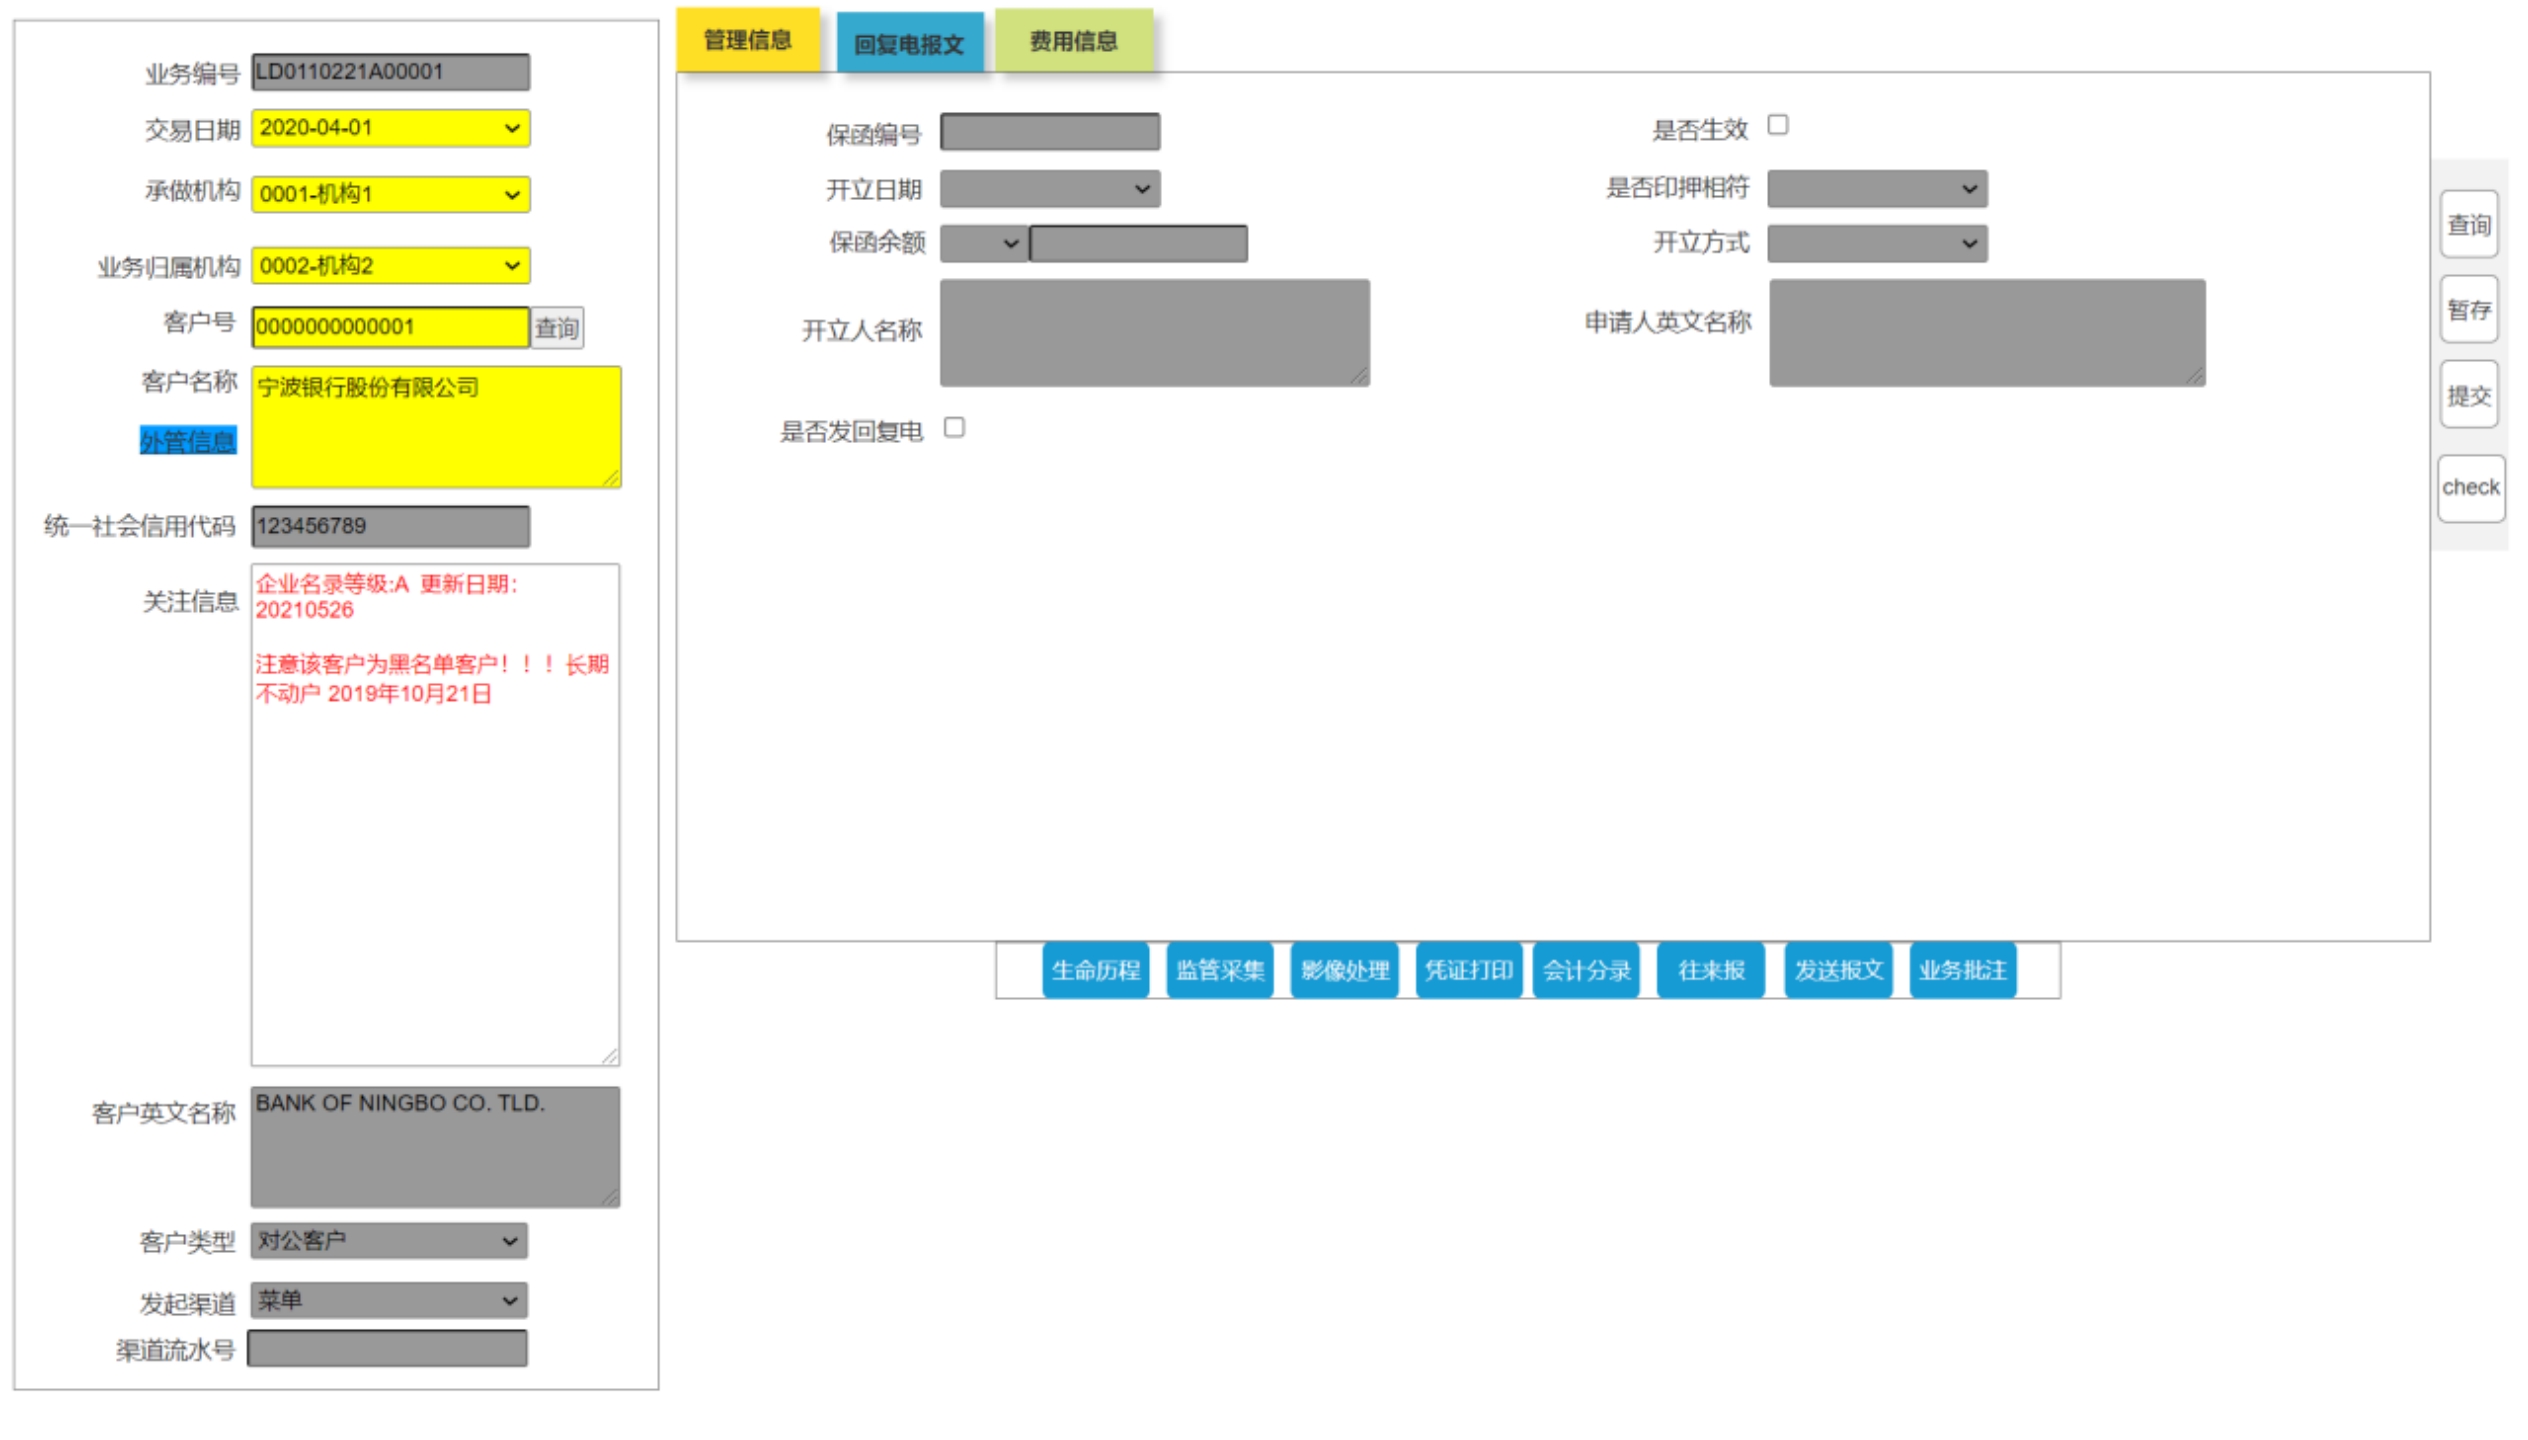 业务编号 LD0110221A00001
交易日期 2020-04-01
承做机构 0001-机构1
业务归属机构 0002-机构2
客户号 0000000000001 查询
客户名称 宁波银行股份有限公司
外管信息
统一社会信用代码 123456789
关注信息 企业名录等级:A 更新日期：
20210526
注意该客户为黑名单客户！！！长期
不动户 2019年10月21日
客户英文名称 BANK OF NINGBO CO. TLD.
客户类型 对公客户
发起渠道 菜单
渠道流水号
管理信息 回复电报文 费用信息
保函编号 是否生效
开立日期 是否印押相符
保函余额 开立方式
开立人名称 申请人英文名称
是否发回复电
查询
暂存
提交
check
生命历程 监管采集 影像处理 凭证打印 会计分录 往来报 发送报文 业务批注